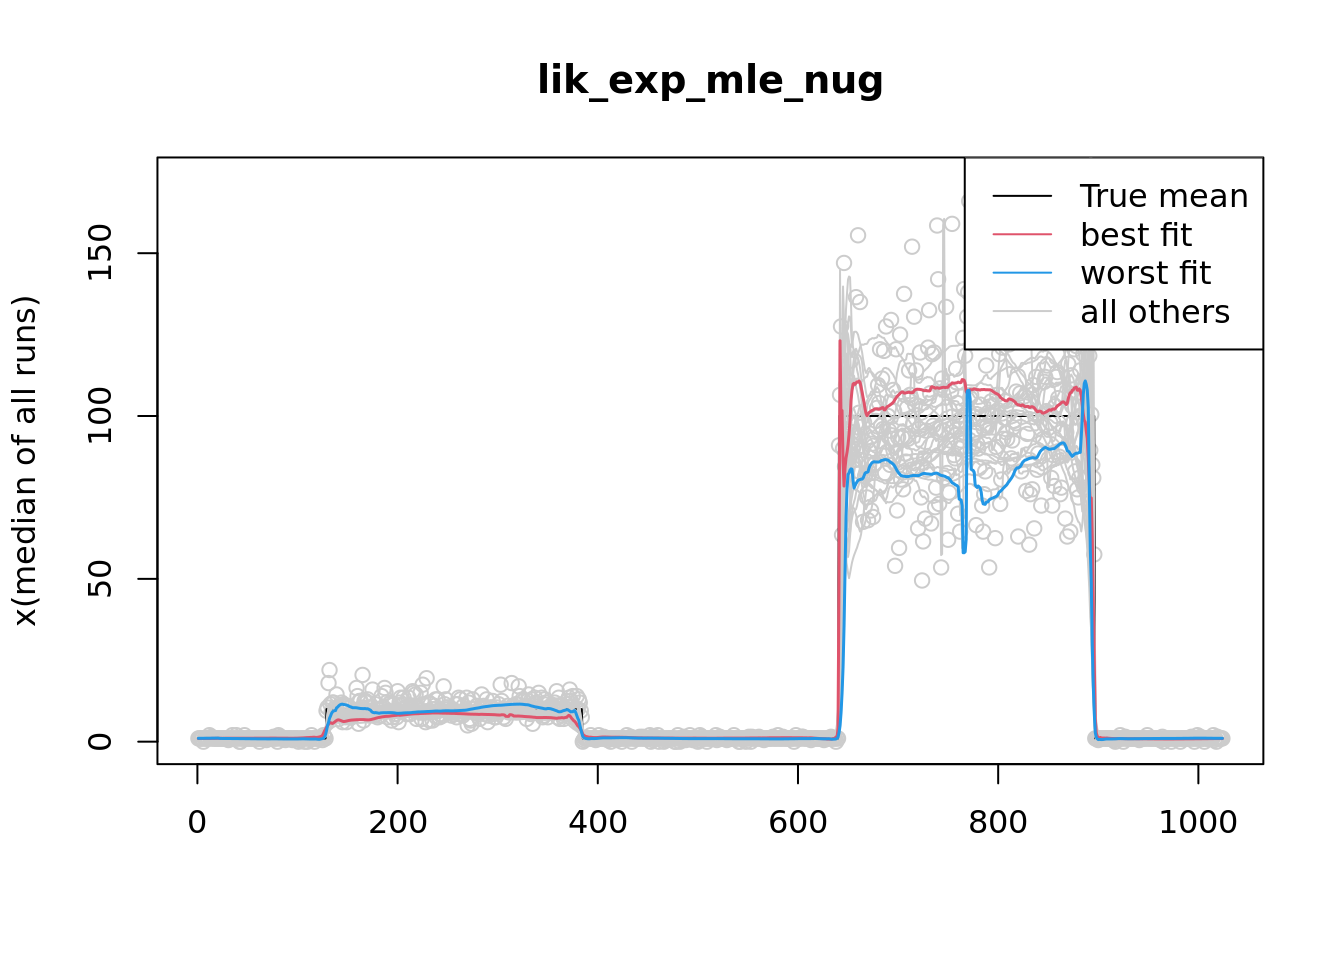 lik_exp_mle_nug
x(median of all runs)
150
100
50
0
True mean
best fit
worst fit
all others
0 200 400 600 800 1000